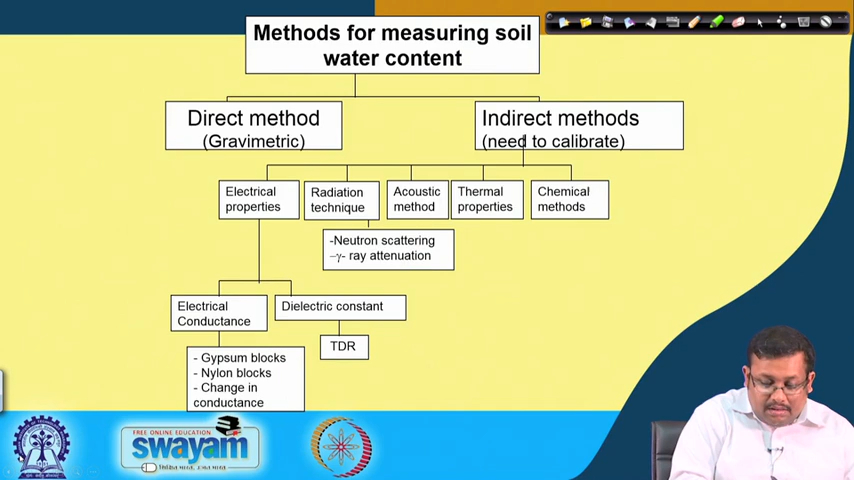 Methods for measuring soil
water content
Direct method
(Gravimetric)
Indirect methods
(need to calibrate)
Electrical
properties
Radiation
technique
Acoustic
method
Thermal
properties
Chemical
methods
-Neutron scattering
–γ- ray attenuation
Electrical
Conductance
Dielectric constant
- Gypsum blocks
- Nylon blocks
- Change in
conductance
TDR
FREE ONLINE EDUCATION
swayam